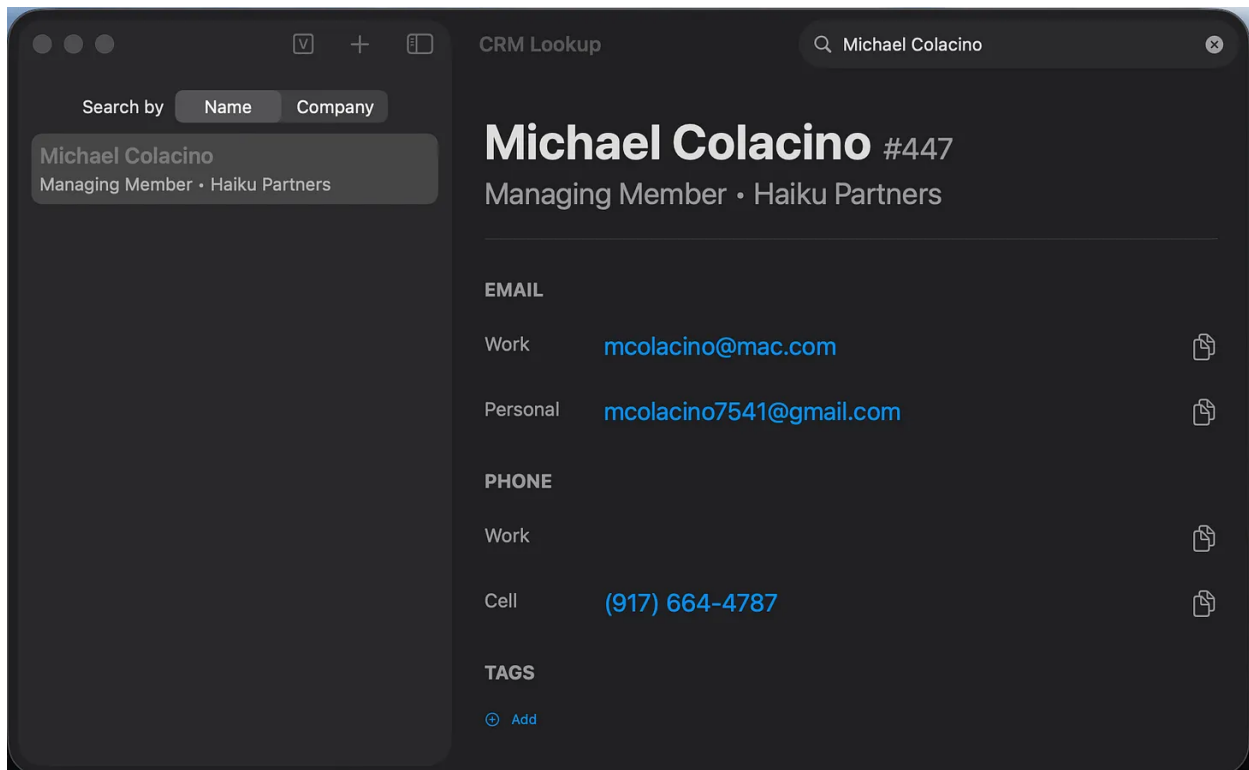 V
CRM Lookup
Michael Colacino
Search by Name Company
Michael Colacino
Managing Member • Haiku Partners
Michael Colacino #447
Managing Member • Haiku Partners
EMAIL
Work mcolacino@mac.com
Personal mcolacino7541@gmail.com
PHONE
Work
Cell (917) 664-4787
TAGS
Add